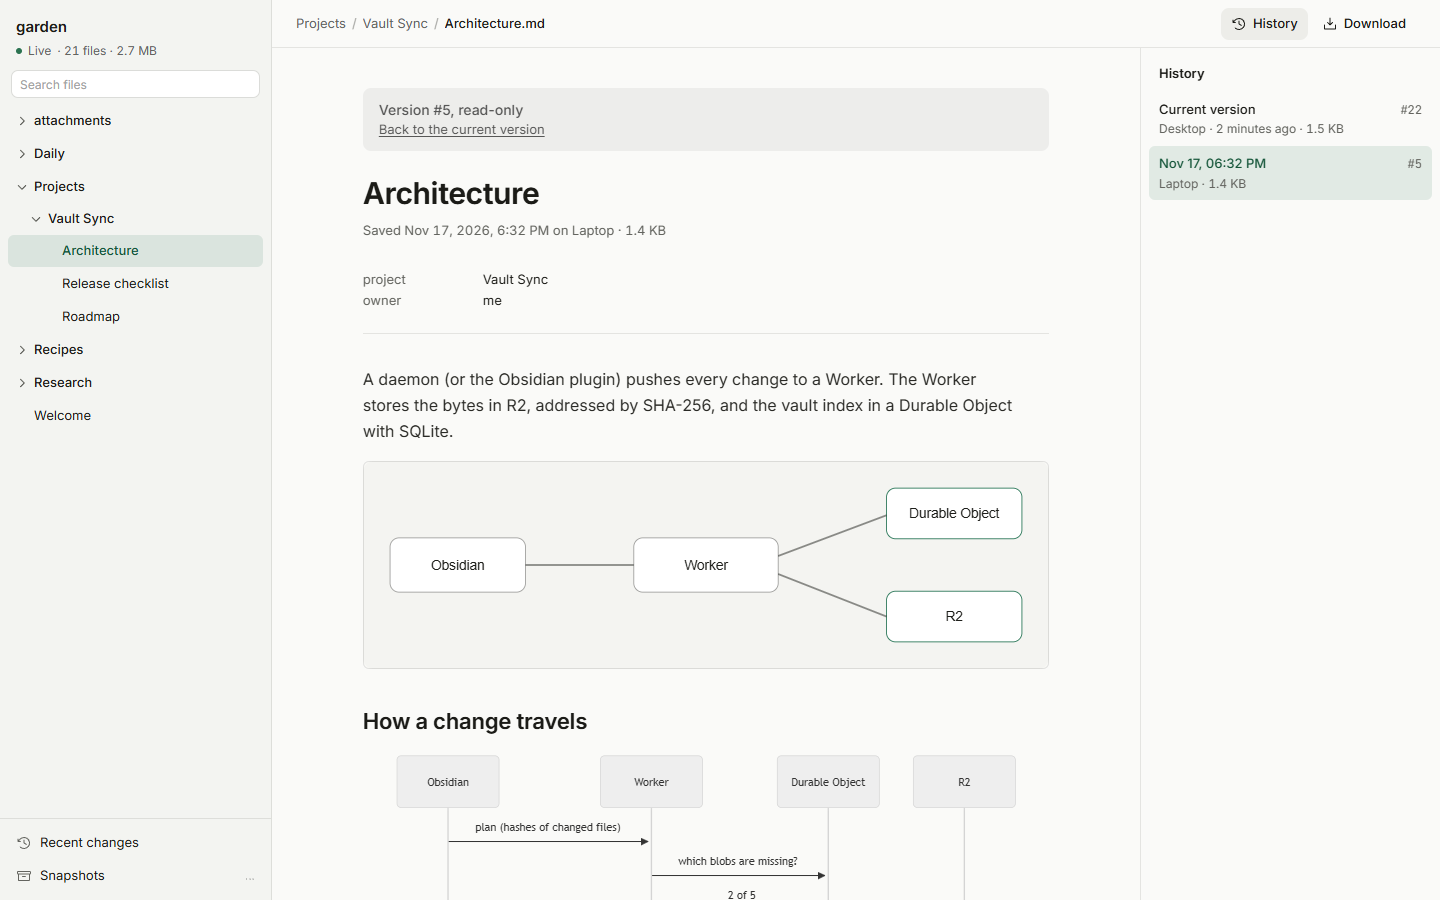 garden
Live · 21 files · 2.7 MB
Search files
attachments
Daily
Projects
Vault Sync
Architecture
Release checklist
Roadmap
Recipes
Research
Welcome
Recent changes
Snapshots ...
Projects / Vault Sync / Architecture.md
History
Download
Version #5, read-only
Back to the current version
Architecture
Saved Nov 17, 2026, 6:32 PM on Laptop · 1.4 KB
project Vault Sync
owner me
A daemon (or the Obsidian plugin) pushes every change to a Worker. The Worker
stores the bytes in R2, addressed by SHA-256, and the vault index in a Durable Object
with SQLite.
Obsidian
Worker
Durable Object
R2
How a change travels
Obsidian
Worker
Durable Object
R2
plan (hashes of changed files)
which blobs are missing?
2 of 5
History
Current version #22
Desktop · 2 minutes ago · 1.5 KB
Nov 17, 06:32 PM #5
Laptop · 1.4 KB